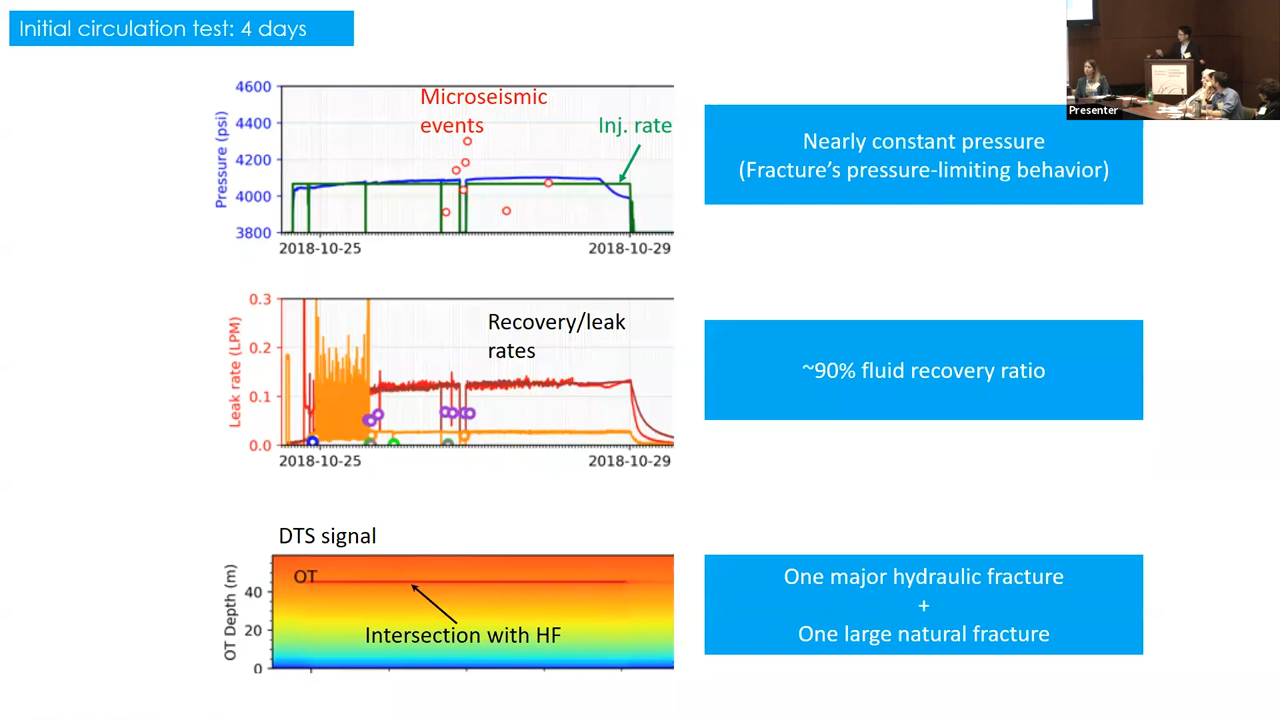 Initial circulation test: 4 days
Presenter
4600
4400
4200
4000
3800
Pressure (psi)
Microseismic
events
Inj. rate
2018-10-25
2018-10-29
Nearly constant pressure
(Fracture's pressure-limiting behavior)
0.3
0.2
0.1
0.0
Leak rate (LPM)
Recovery/leak
rates
2018-10-25
2018-10-29
~90% fluid recovery ratio
DTS signal
OT Depth (m)
40
20
0
OT
Intersection with HF
One major hydraulic fracture
+
One large natural fracture